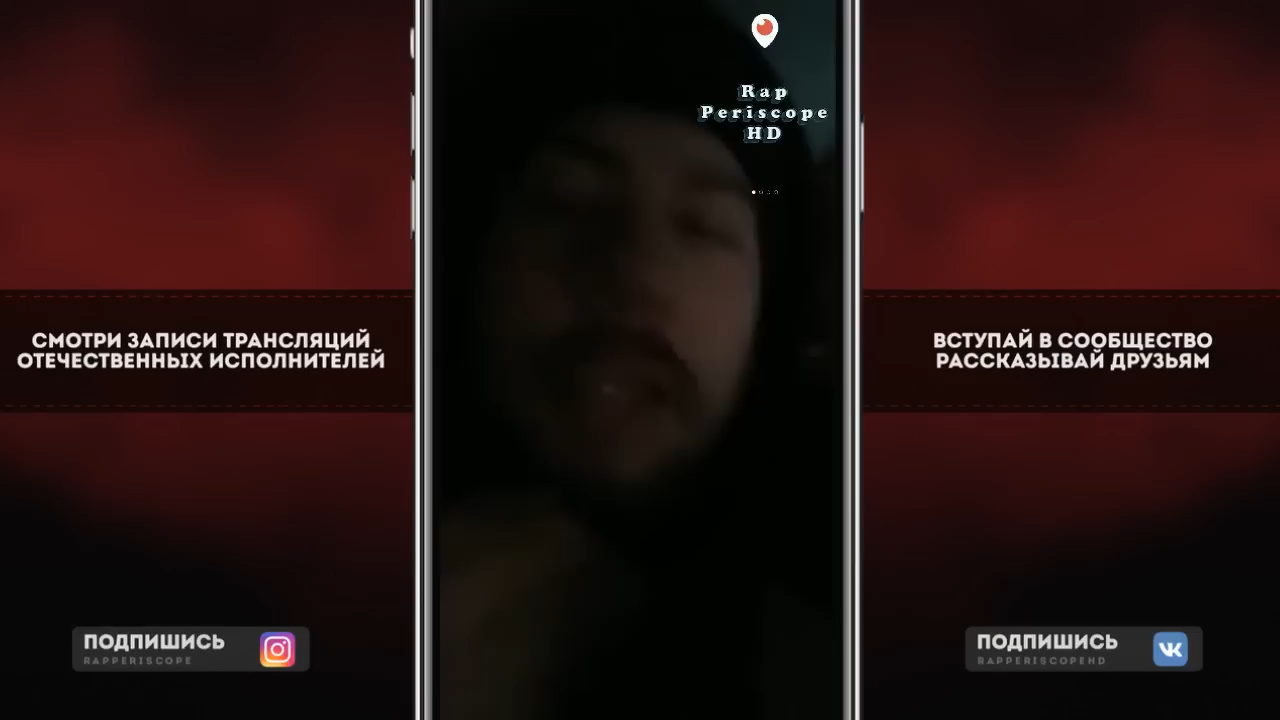 Rap
Periscope
HD
СМОТРИ ЗАПИСИ ТРАНСЛЯЦИЙ
ОТЕЧЕСТВЕННЫХ ИСПОЛНИТЕЛЕЙ
ВСТУПАЙ В СООБЩЕСТВО
РАССКАЗЫВАЙ ДРУЗЬЯМ
ПОДПИШИСЬ
RAPPERISCOPE
ПОДПИШИСЬ
RAPPERISCOPEHD